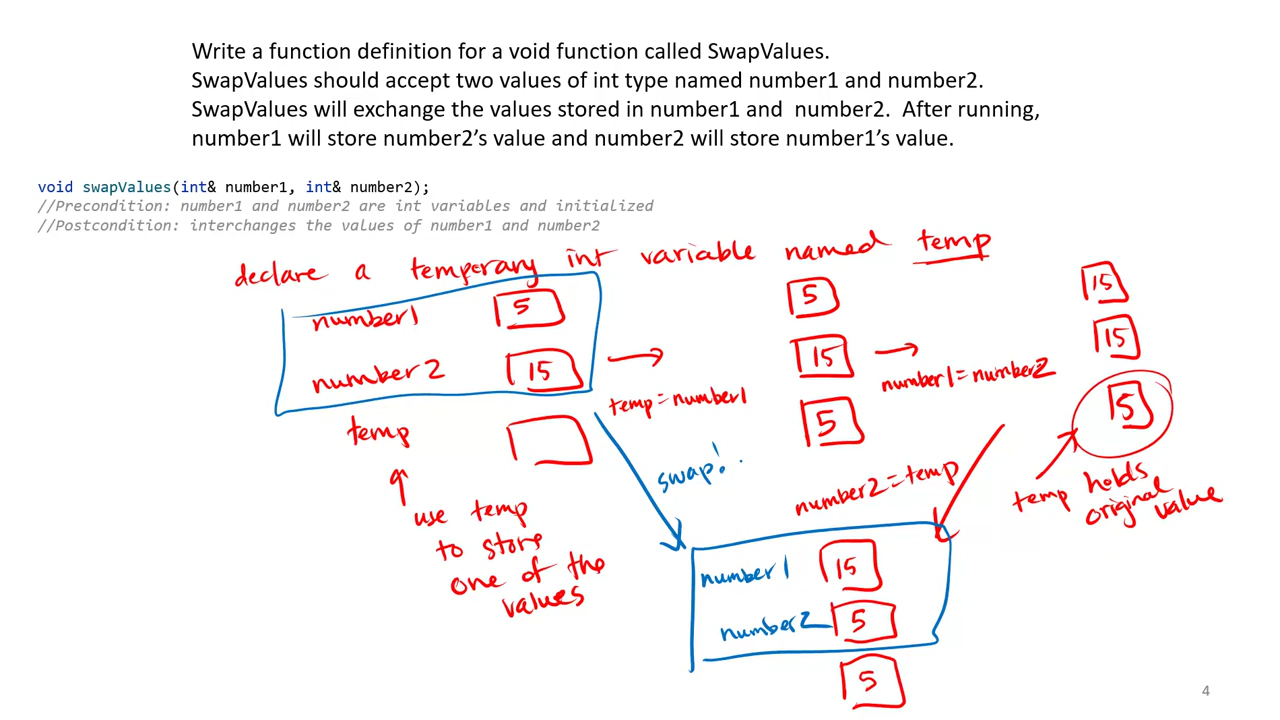 Write a function definition for a void function called SwapValues.
SwapValues should accept two values of int type named number1 and number2.
SwapValues will exchange the values stored in number1 and  number2.  After running,
number1 will store number2's value and number2 will store number1's value.
void swapValues(int& number1, int& number2);
//Precondition: number1 and number2 are int variables and initialized
//Postcondition: interchanges the values of number1 and number2
declare a temporary int variable named temp
number1 5
number2 15
temp
use temp
to store
one of the
values
temp=number1
5
15
5
number1=number2
15
15
5
temp holds
original
value
swap!
number2=temp
number1 15
number2 5
5
4